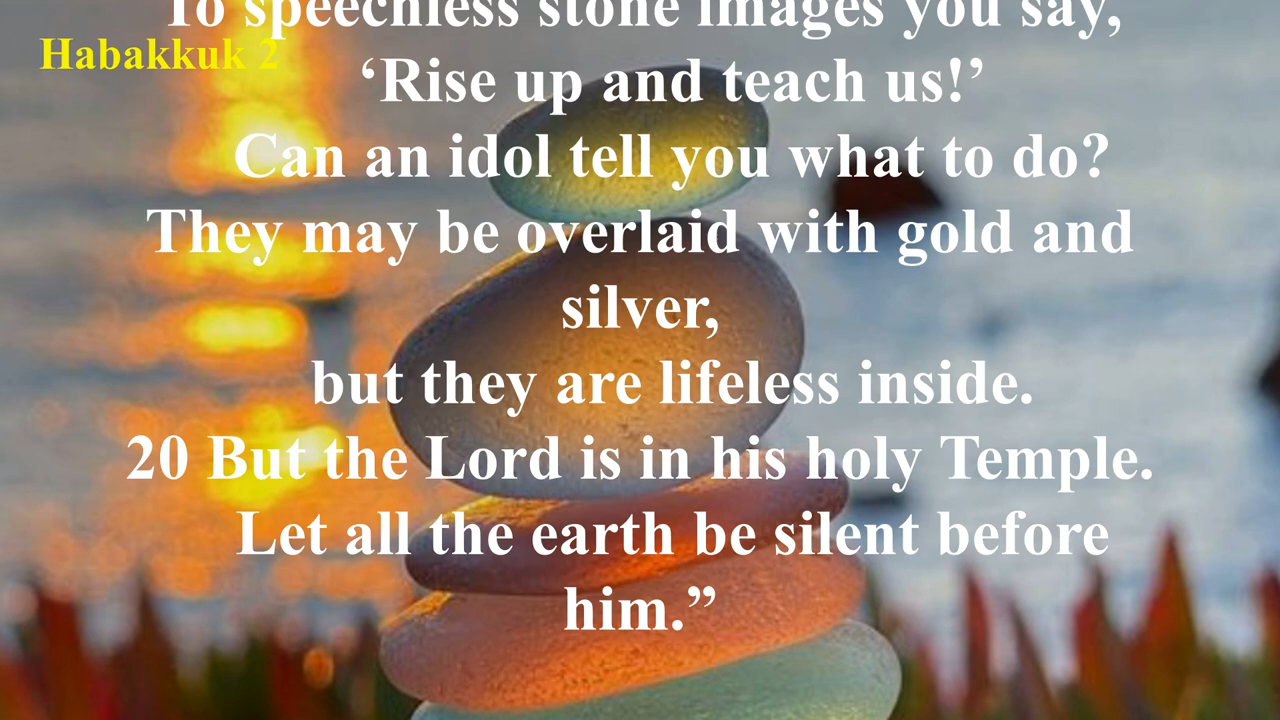 To speechless stone images you say,
Habakkuk 2
‘Rise up and teach us!’
Can an idol tell you what to do?
They may be overlaid with gold and
silver,
but they are lifeless inside.
20 But the Lord is in his holy Temple.
Let all the earth be silent before
him.”